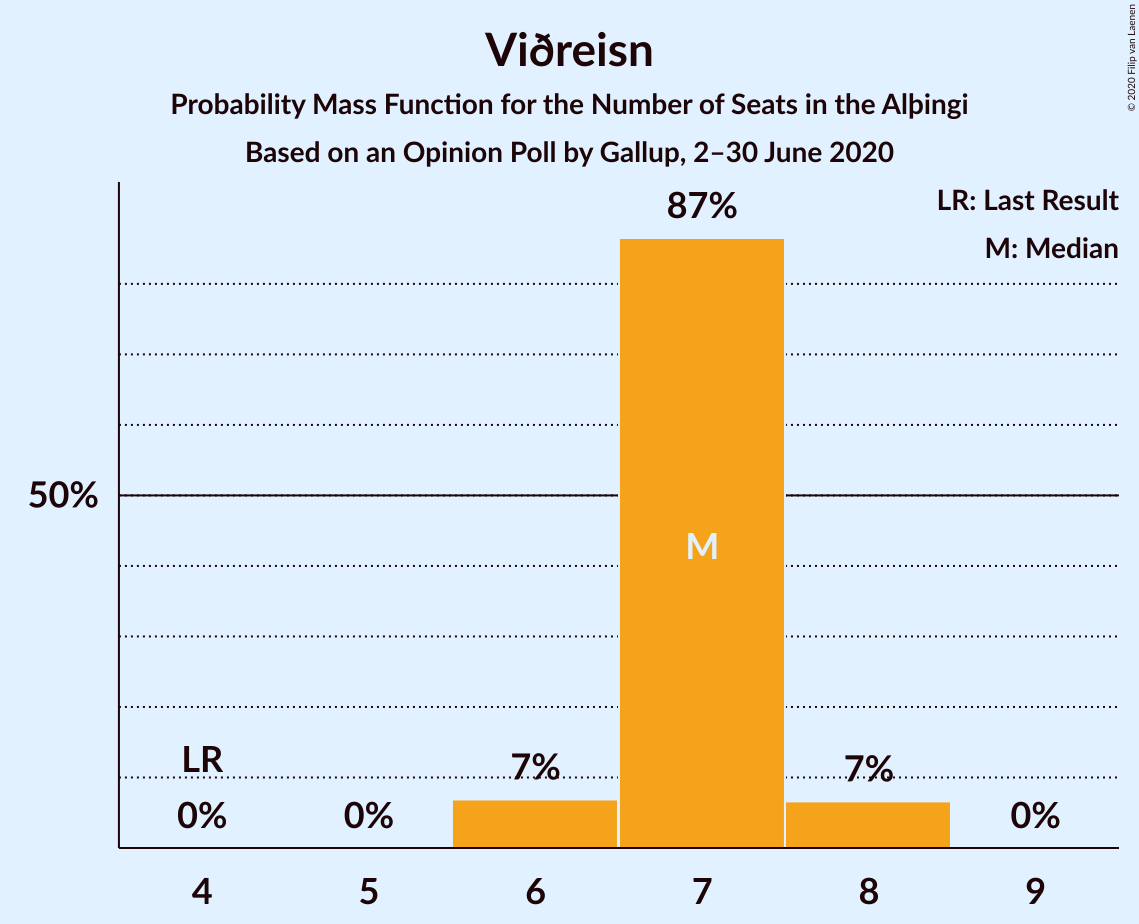 Viðreisn
Probability Mass Function for the Number of Seats in the Alþingi
Based on an Opinion Poll by Gallup, 2–30 June 2020
© 2020 Filip van Laenen
LR: Last Result
M: Median
87%
50%
M
LR
7%
7%
0%
0%
0%
4 5 6 7 8 9